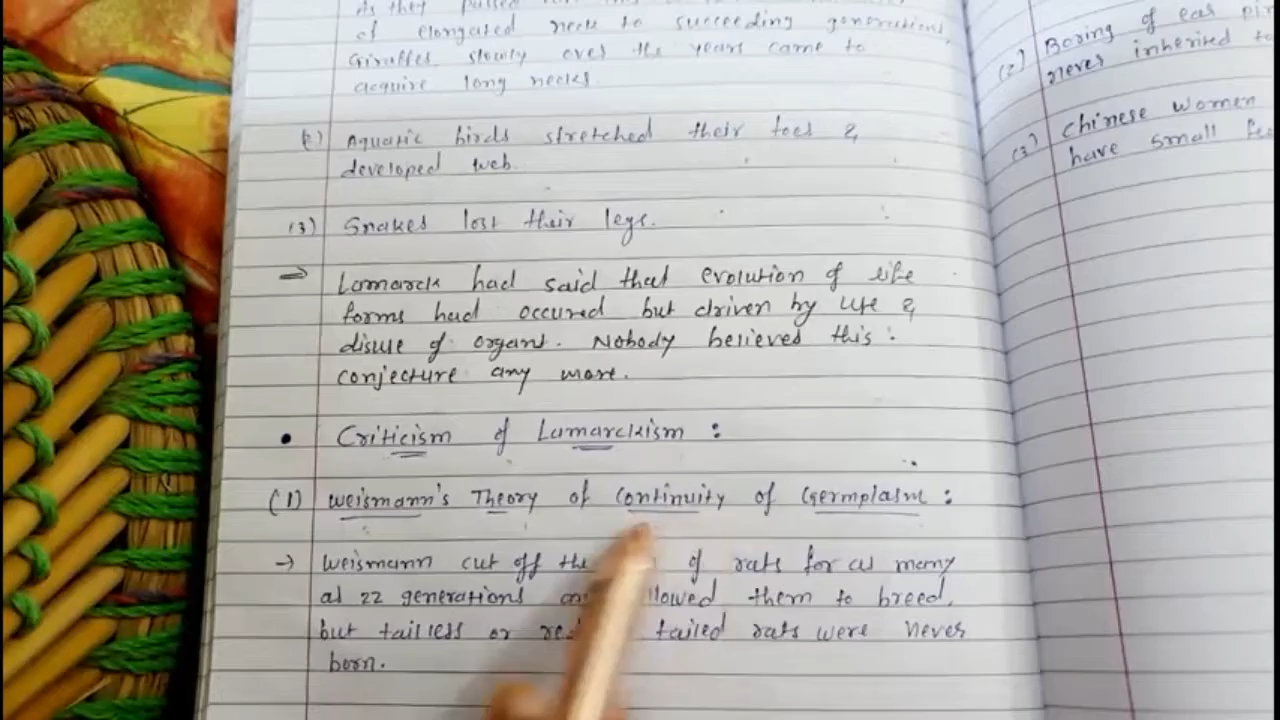 As they passed
of elongated neck to succeeding generations,
Giraffes slowly over the years came to
acquire long necks.
Aquatic birds stretched their toes &
developed web.
(3) Snakes lost their legs.
⇒ Lamarck had said that evolution of life
forms had occured but driven by use &
disuse of organs. Nobody believed this
conjecture any more.
• Criticism of Lamarckism :
(1) Weismann's Theory of Continuity of Germplasm :
→ Weismann cut off the of rats for as many
as 22 generations allowed them to breed,
but tailless or tailed rats were never
born.
(2) Boring of ear
never inherited to
(3) Chinese women
have small